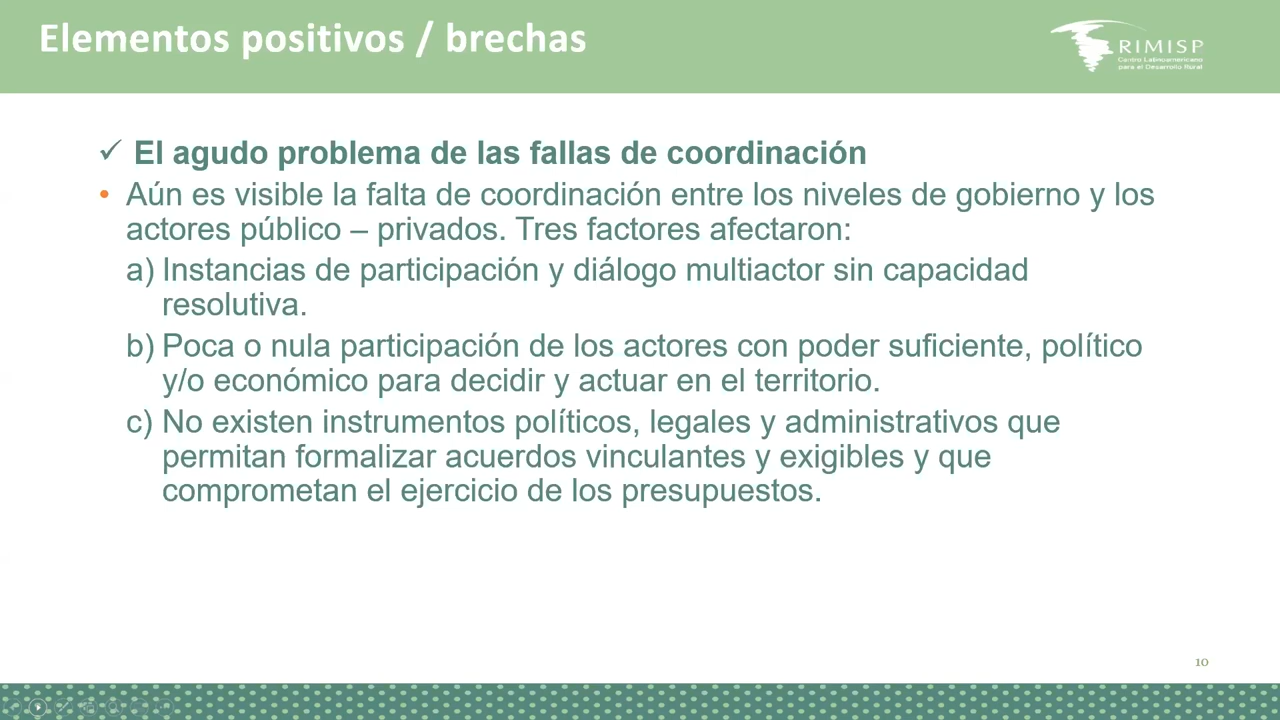 Elementos positivos / brechas
RIMISP
Centro Latinoamericano
para el Desarrollo Rural
✓ El agudo problema de las fallas de coordinación
• Aún es visible la falta de coordinación entre los niveles de gobierno y los
actores público – privados. Tres factores afectaron:
a) Instancias de participación y diálogo multiactor sin capacidad
resolutiva.
b) Poca o nula participación de los actores con poder suficiente, político
y/o económico para decidir y actuar en el territorio.
c) No existen instrumentos políticos, legales y administrativos que
permitan formalizar acuerdos vinculantes y exigibles y que
comprometan el ejercicio de los presupuestos.
10